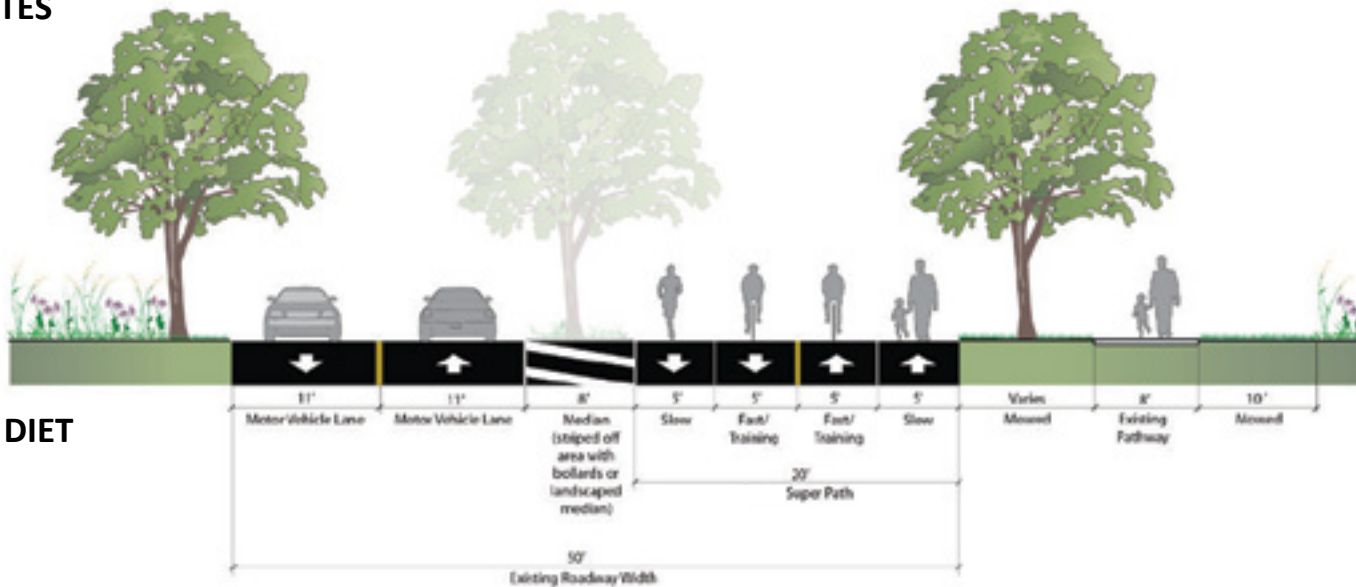 TES
11'
Motor Vehicle Lane
11'
Motor Vehicle Lane
8'
Median
(striped off
area with
bollards or
landscaped
median)
5'
Slow
5'
Fast/
Training
5'
Fast/
Training
5'
Slow
Varies
Mowed
8'
Existing
Pathway
10'
Mowed
DIET
20'
Super Path
50'
Existing Roadway Width